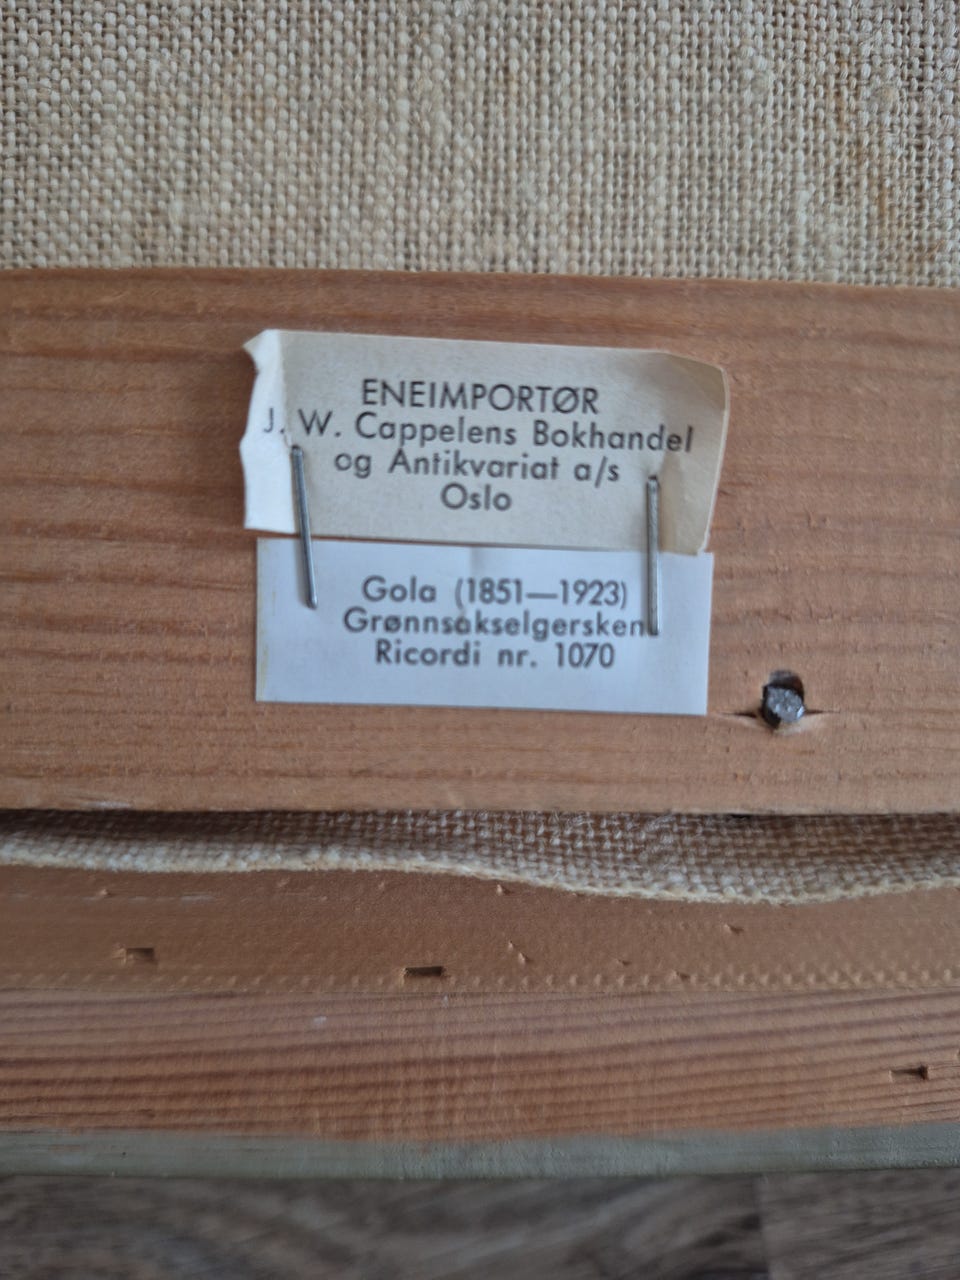 ENEIMPORTØR
J. W. Cappelens Bokhandel
og Antikvariat a/s
Oslo
Gola (1851—1923)
Grønnsakselgersken
Ricordi nr. 1070